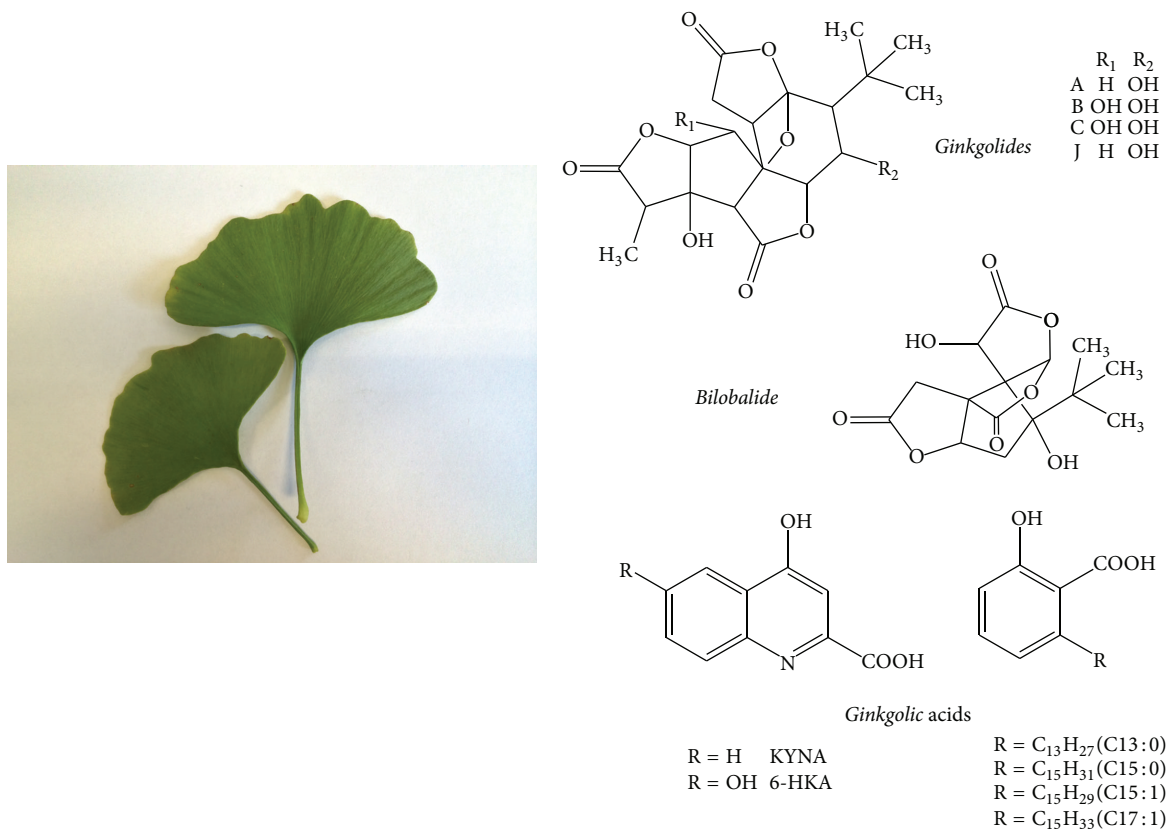 O
O
H₃C
CH₃
CH₃
R₁
O
O
O
R₂
H₃C
OH
O
O
Ginkgolides
R₁ R₂
A H OH
B OH OH
C OH OH
J H OH
O
O
HO
CH₃
CH₃
CH₃
O
O
O
O
OH
Bilobalide
OH
R
N
COOH
OH
COOH
R
Ginkgolic acids
R = H KYNA
R = OH 6-HKA
R = C₁₃H₂₇(C13:0)
R = C₁₅H₃₁(C15:0)
R = C₁₅H₂₉(C15:1)
R = C₁₅H₃₃(C17:1)